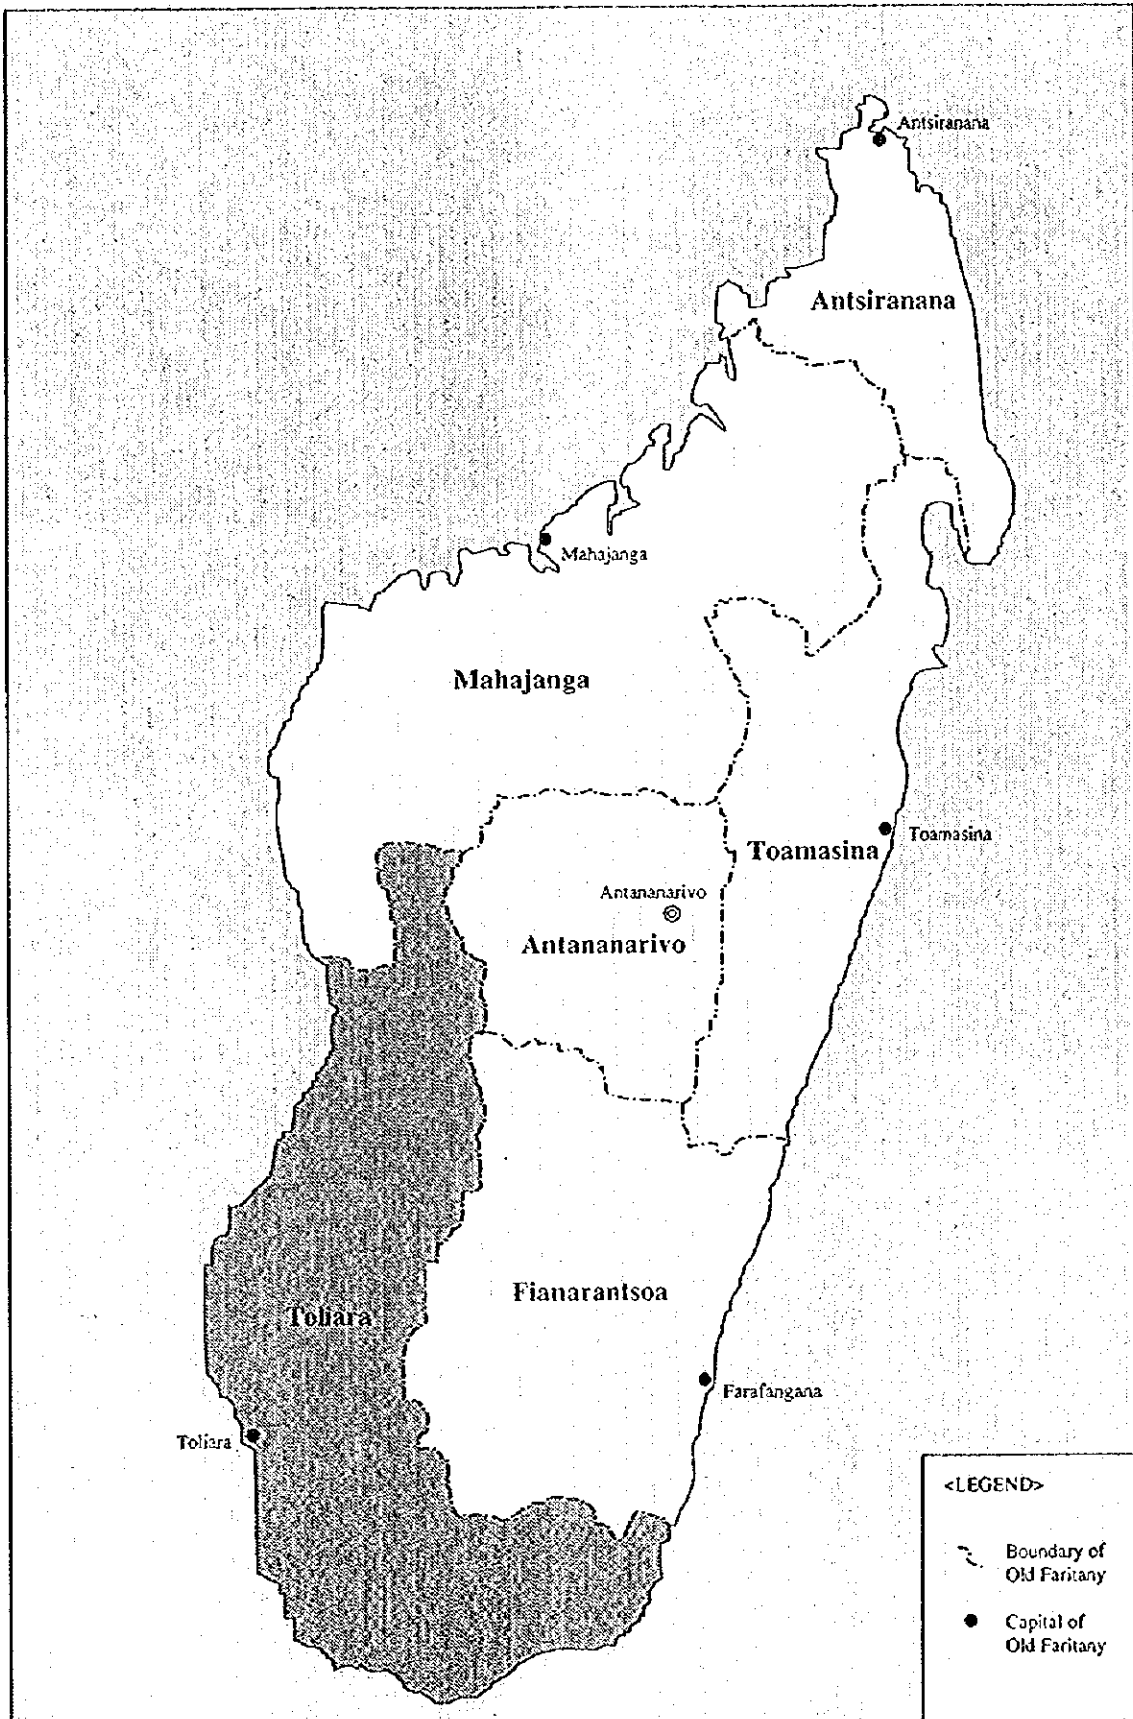 Antsiranana
Antsiranana
Mahajanga
Mahajanga
Toamasina
Toamasina
Antananarivo
Antananarivo
Fianarantsoa
Toliara
Farafangana
Toliara
<LEGEND>
Boundary of
Old Faritany
Capital of
Old Faritany